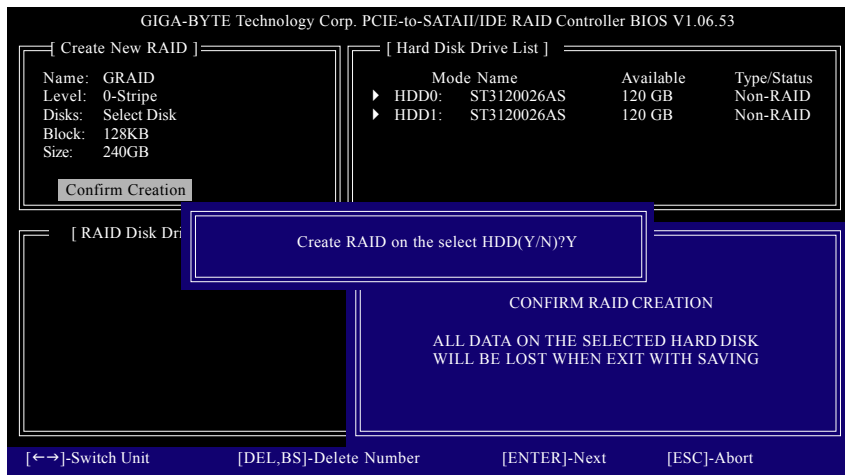 GIGA-BYTE Technology Corp. PCIE-to-SATAII/IDE RAID Controller BIOS V1.06.53
[ Create New RAID ]
Name: GRAID
Level: 0-Stripe
Disks: Select Disk
Block: 128KB
Size: 240GB
Confirm Creation
[ Hard Disk Drive List ]
Mode Name Available Type/Status
HDD0: ST3120026AS 120 GB Non-RAID
HDD1: ST3120026AS 120 GB Non-RAID
[ RAID Disk Dri
Create RAID on the select HDD(Y/N)?Y
CONFIRM RAID CREATION
ALL DATA ON THE SELECTED HARD DISK
WILL BE LOST WHEN EXIT WITH SAVING
[←→]-Switch Unit [DEL,BS]-Delete Number [ENTER]-Next [ESC]-Abort